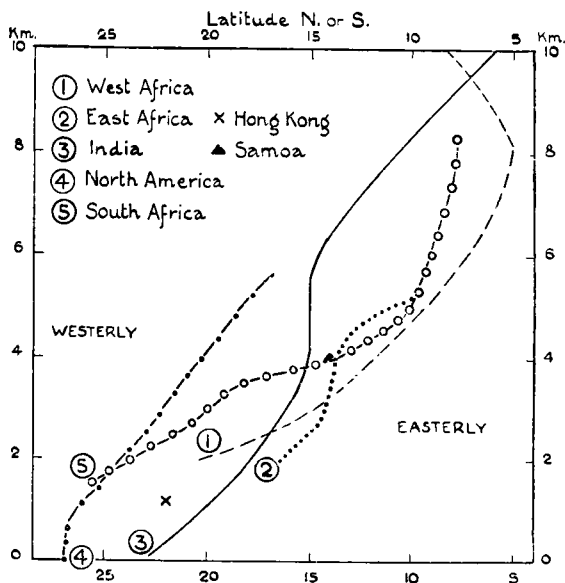 Latitude N. or S.
Km. 25 20 15 10 5 Km.
10 10
① West Africa
② East Africa × Hong Kong
③ India ▲ Samoa
④ North America
⑤ South Africa
8 8
6 6
WESTERLY
4 4
①
EASTERLY
⑤ ②
2 2
③
④
0 0
25 20 15 10 S